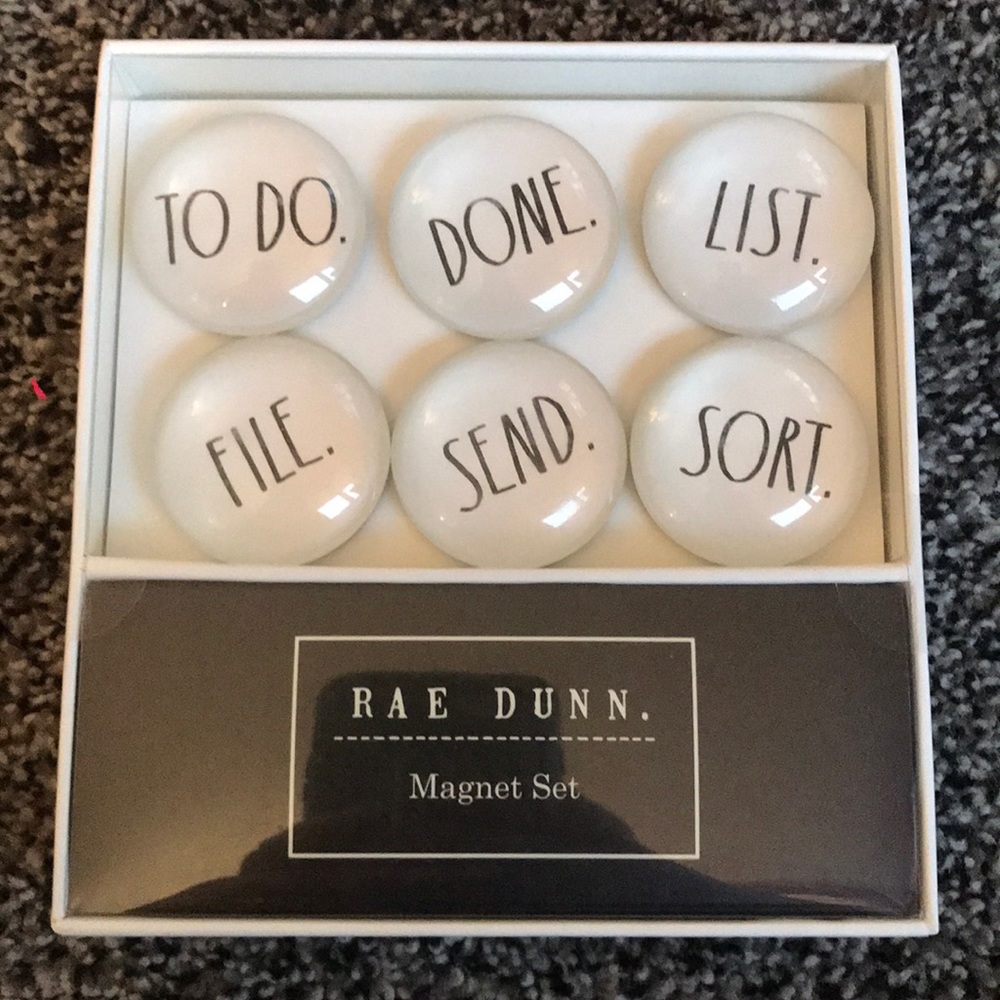 TO DO.
DONE.
LIST.
FILE.
SEND.
SORT.
RAE DUNN.
Magnet Set